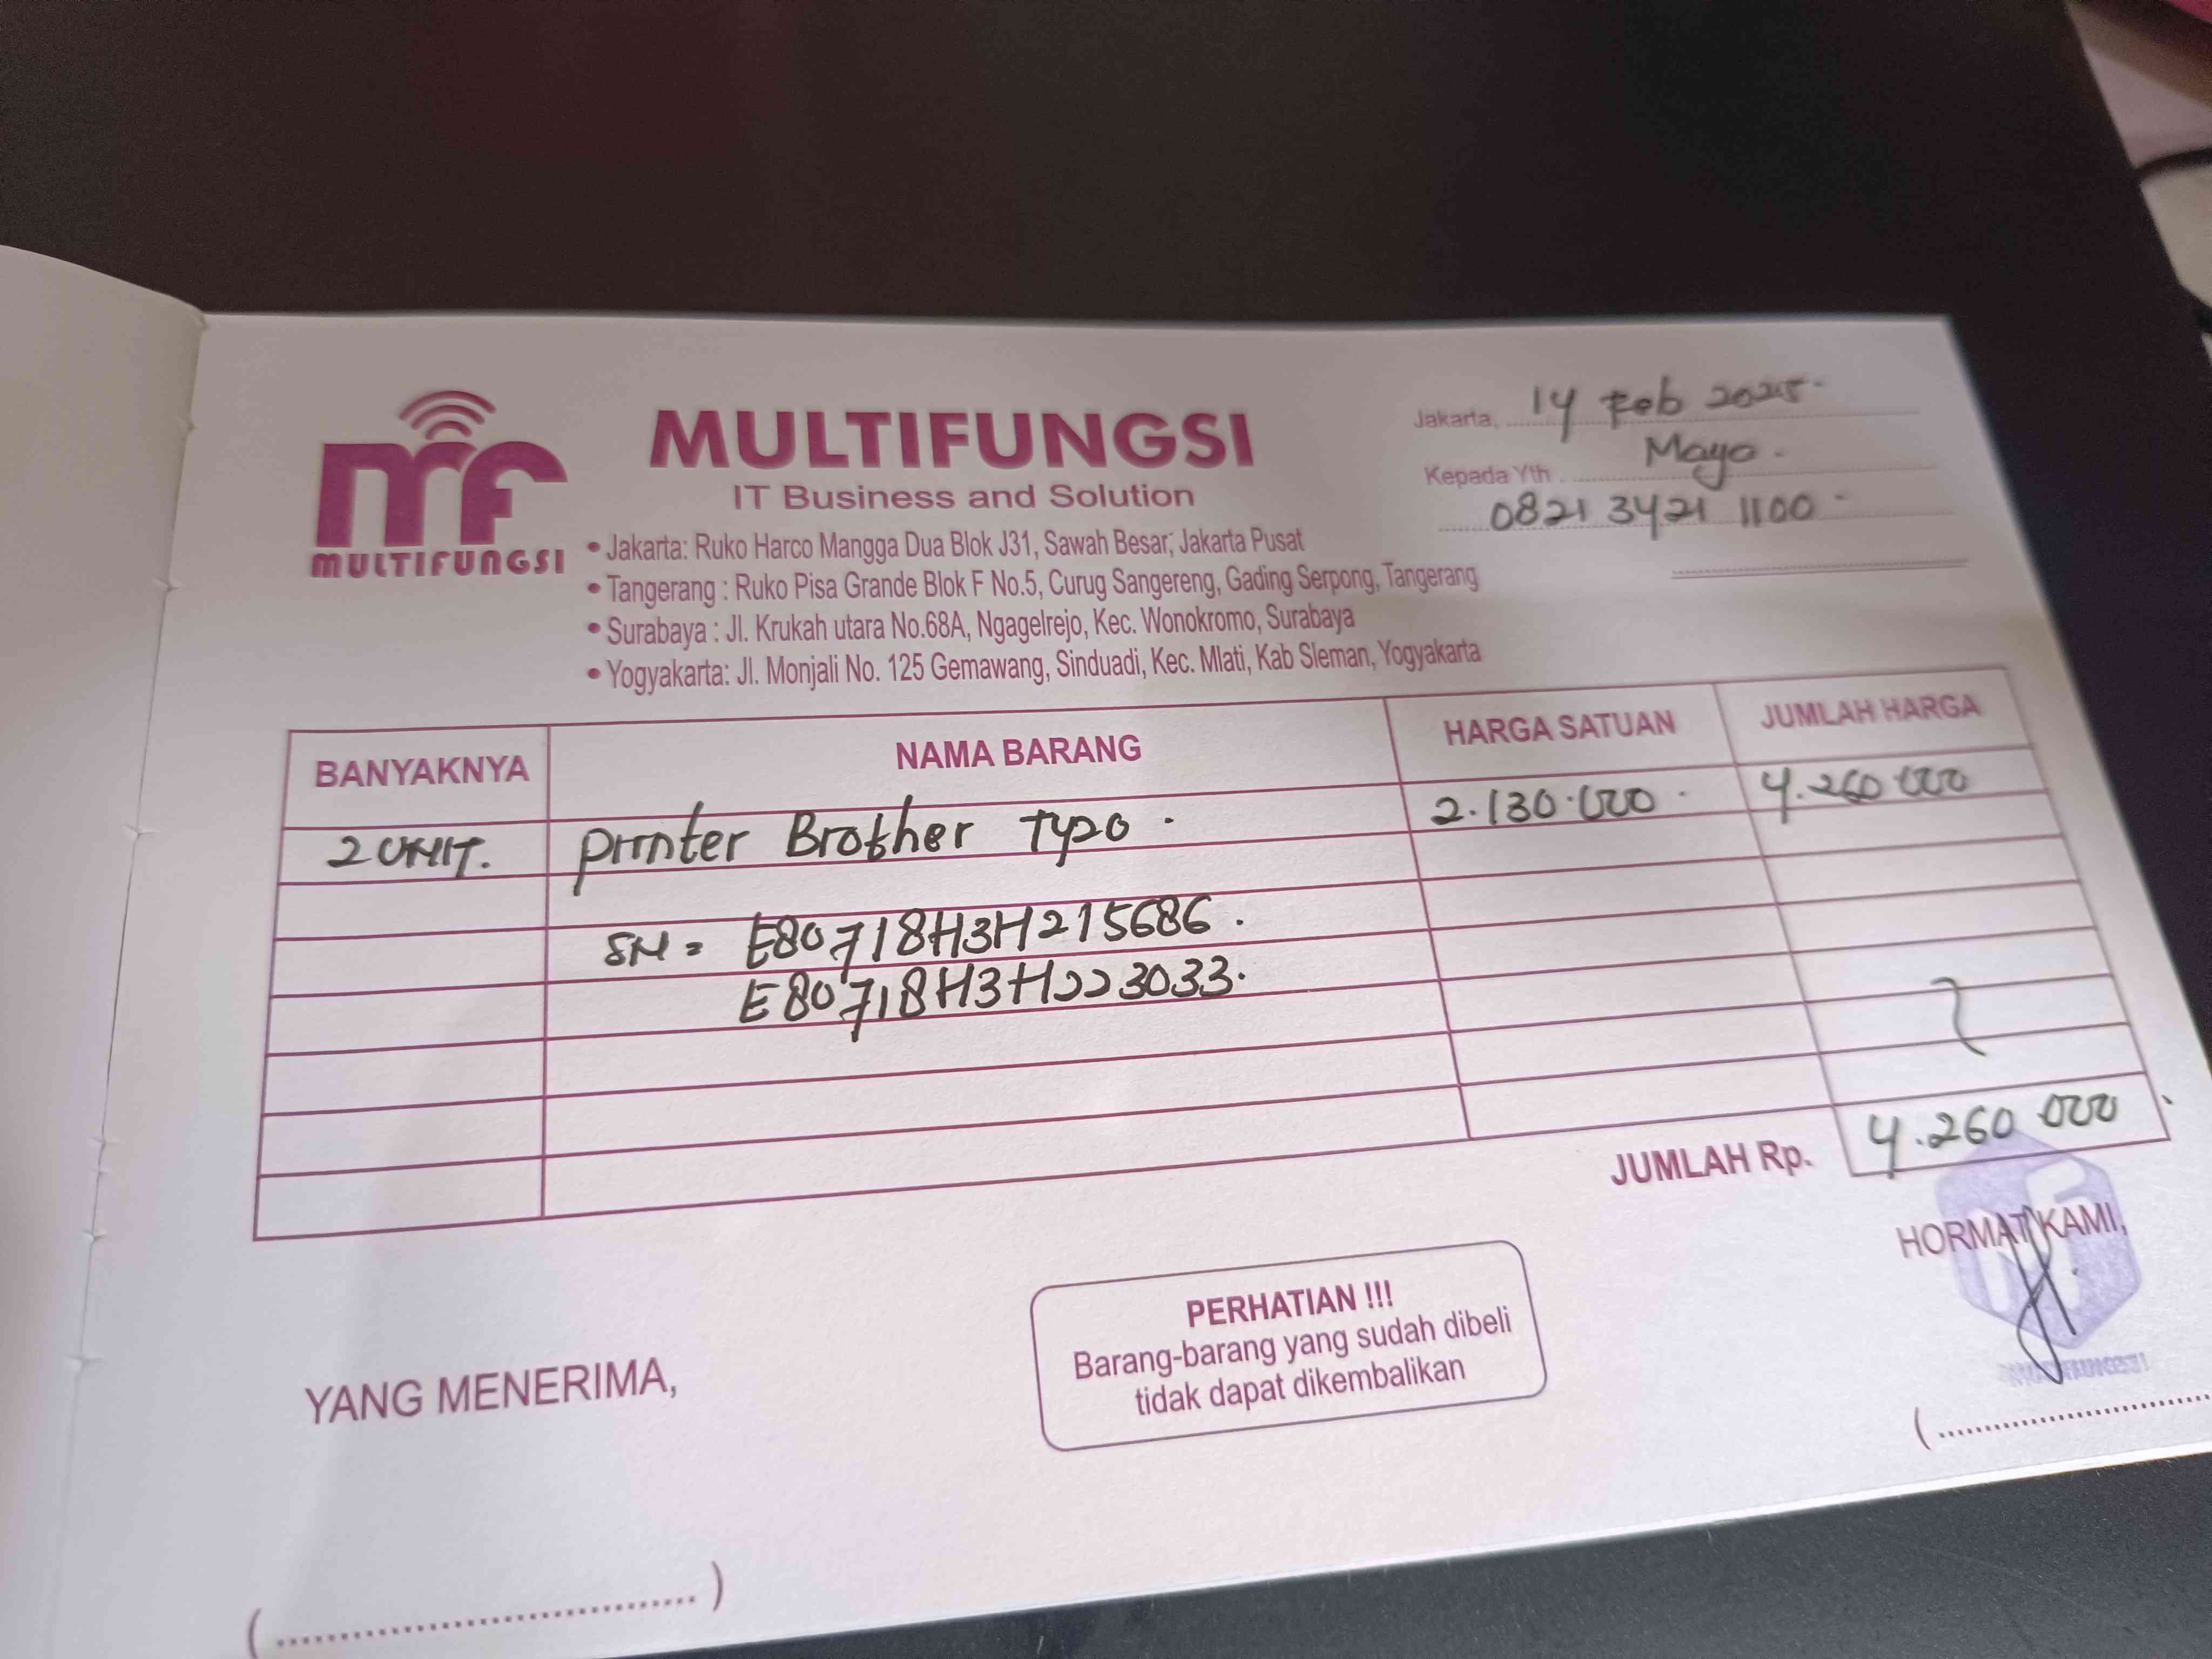 MULTIFUNGSI
MULTIFUNGSI
IT Business and Solution
• Jakarta: Ruko Harco Mangga Dua Blok J31, Sawah Besar, Jakarta Pusat
• Tangerang : Ruko Pisa Grande Blok F No.5, Curug Sangereng, Gading Serpong, Tangerang
• Surabaya : Jl. Krukah utara No.68A, Ngagelrejo, Kec. Wonokromo, Surabaya
• Yogyakarta: Jl. Monjali No. 125 Gemawang, Sinduadi, Kec. Mlati, Kab Sleman, Yogyakarta
Jakarta, 14 Feb 2025
Kepada Yth. Mayo
0821 3421 1100
BANYAKNYA NAMA BARANG HARGA SATUAN JUMLAH HARGA
2 UNIT. Printer Brother T420 2.130.000 4.260 000
SN = E80718H3H215686.
E80718H3H223033.
JUMLAH Rp. 4.260 000
HORMAT KAMI,
PERHATIAN !!!
Barang-barang yang sudah dibeli
tidak dapat dikembalikan
YANG MENERIMA,